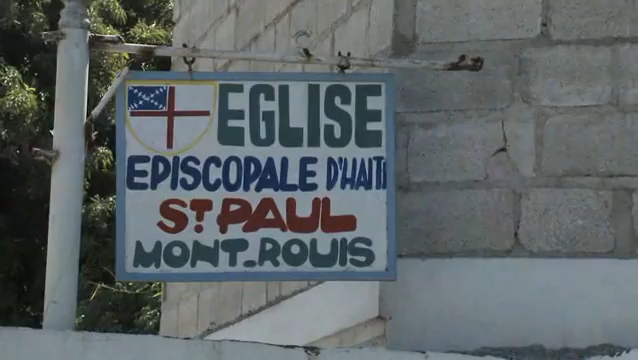 EGLISE
EPISCOPALE D'HAITI
ST PAUL
MONT-ROUIS